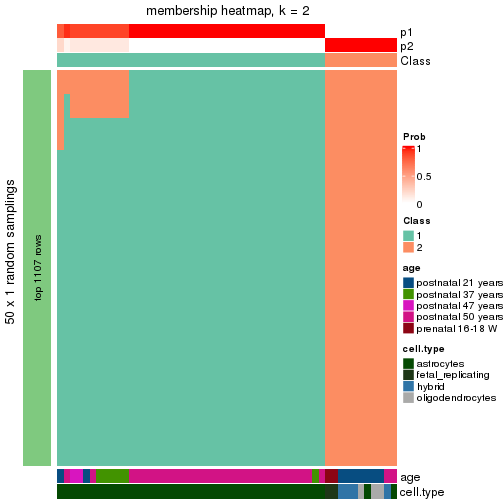 membership heatmap, k = 2
p1
p2
Class
50 x 1 random samplings
top 1107 rows
Prob
1
0.5
0
Class
1
2
age
postnatal 21 years
postnatal 37 years
postnatal 47 years
postnatal 50 years
prenatal 16-18 W
cell.type
astrocytes
fetal_replicating
hybrid
oligodendrocytes
age
cell.type